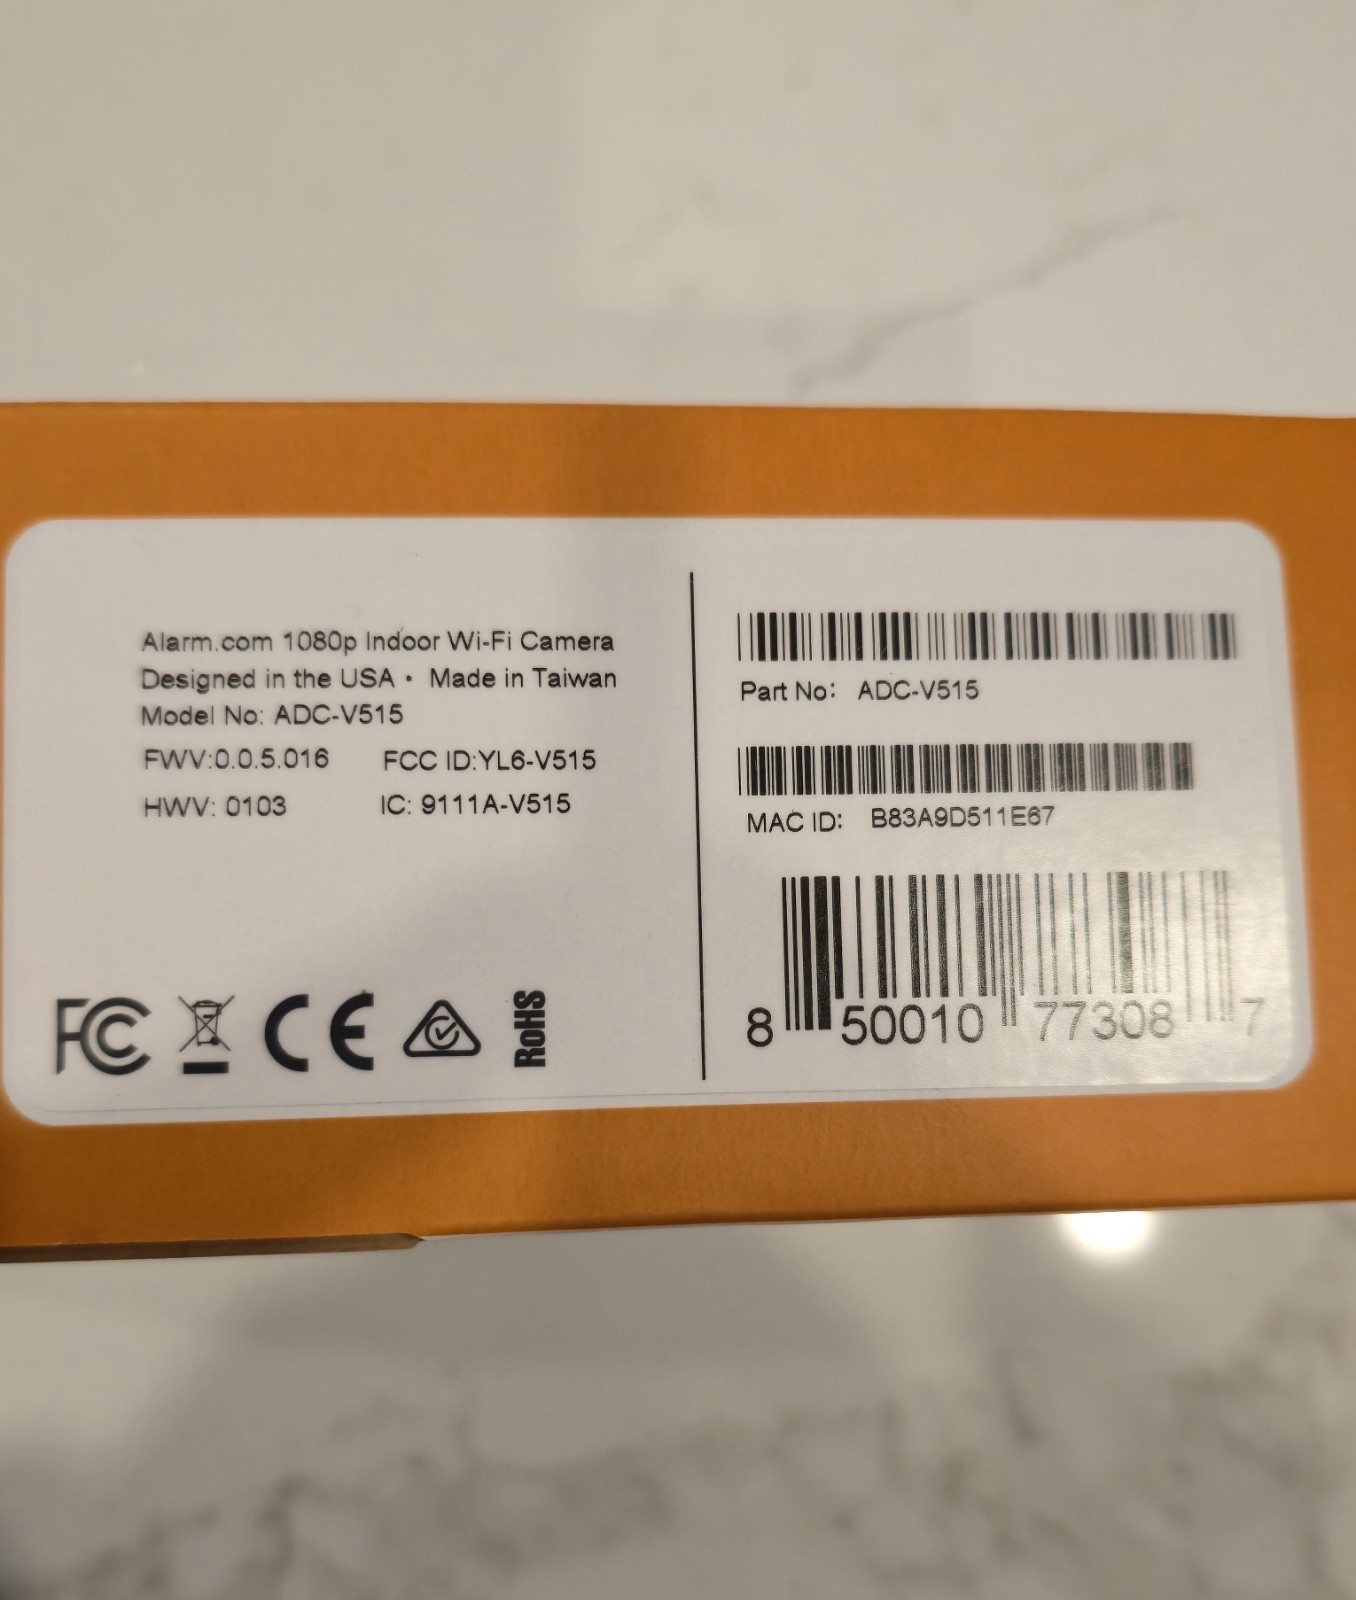 Alarm.com 1080p Indoor Wi-Fi Camera
Designed in the USA • Made in Taiwan
Model No: ADC-V515
FWV:0.0.5.016 FCC ID:YL6-V515
HWV: 0103 IC: 9111A-V515
FC CE RoHS
Part No: ADC-V515
MAC ID: B83A9D511E67
8 50010 77308 7